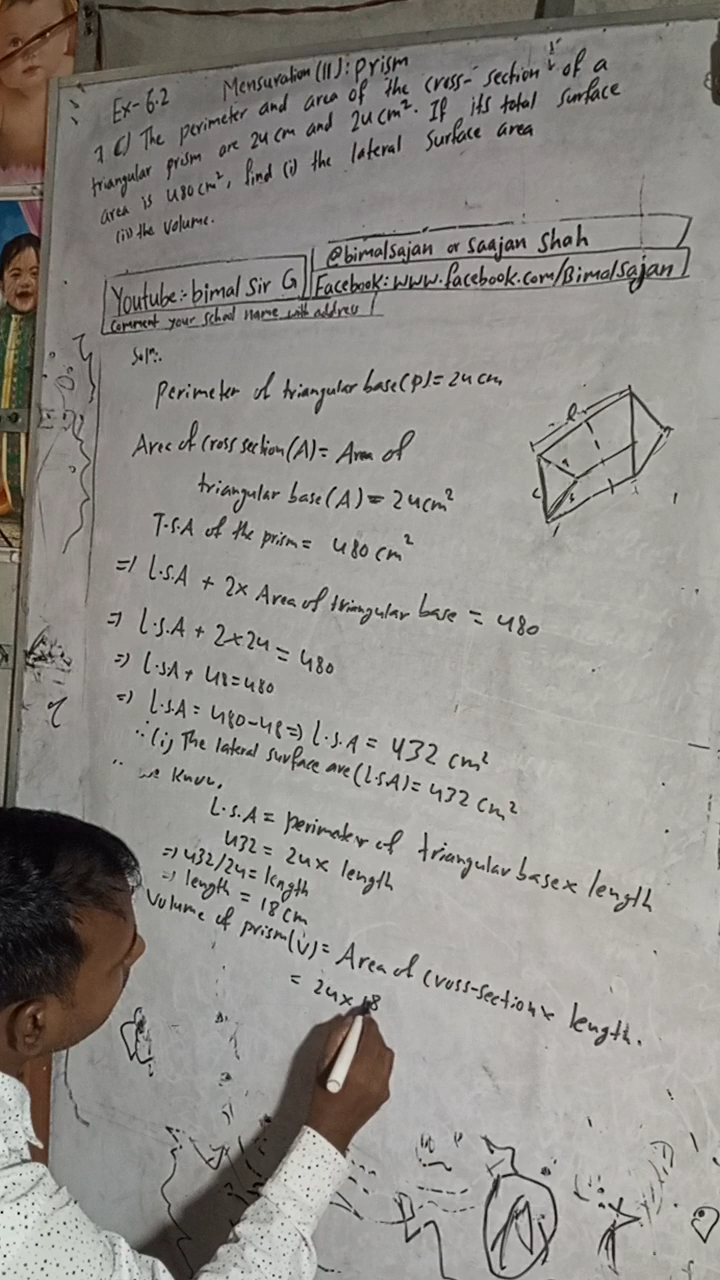 Ex-6.2 Mensuration (II): prism
7 c) The perimeter and area of the cross-section of a
triangular prism are 24 cm and 24 cm². If its total surface
area is 480 cm², find (i) the lateral surface area
(ii) the volume.
Youtube:- bimal Sir G
@bimalsajan or Saajan Shah
Facebook: www.facebook.com/Bimalsajan
Comment your school name with address
Solⁿ:
perimeter of triangular base (p) = 24 cm
Area of cross section (A) = Area of
triangular base (A) = 24 cm²
T.S.A of the prism = 480 cm²
=> L.S.A + 2x Area of triangular base = 480
=> L.S.A + 2x24 = 480
=> L.S.A + 48 = 480
=> L.S.A = 480-48 => L.S.A = 432 cm²
∴ (i) The lateral surface are (L.S.A) = 432 cm²
∵ we know,
L.S.A = perimeter of triangular base x length
432 = 24 x length
=> 432/24 = length
=> length = 18 cm
Volume of prism (v) = Area of cross-section x length.
= 24 x 18